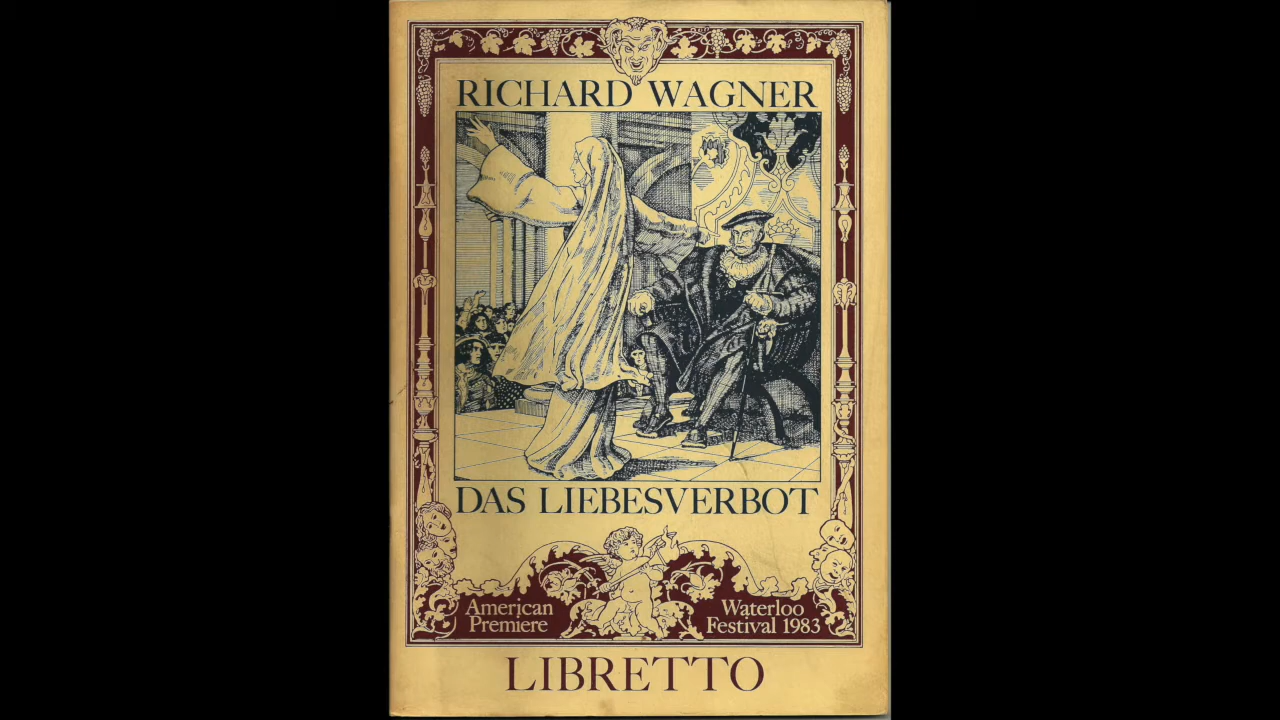 RICHARD WAGNER
DAS LIEBESVERBOT
American
Premiere
Waterloo
Festival 1983
LIBRETTO